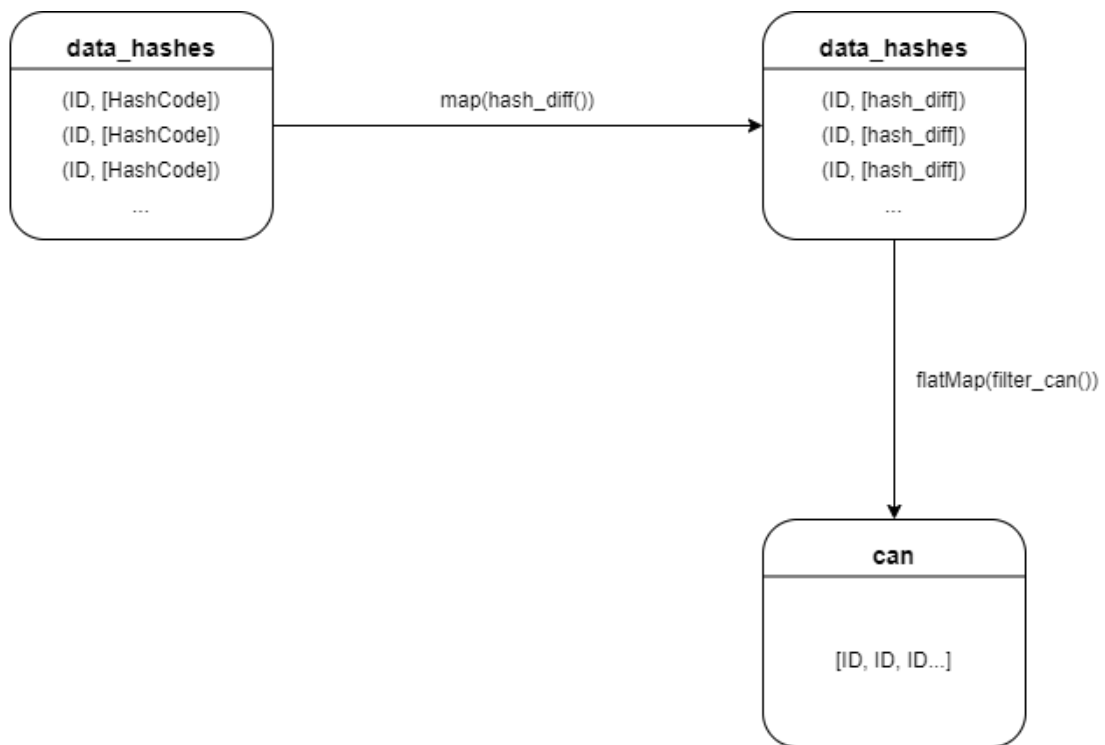 data_hashes
(ID, [HashCode])
(ID, [HashCode])
(ID, [HashCode])
...
map(hash_diff())
data_hashes
(ID, [hash_diff])
(ID, [hash_diff])
(ID, [hash_diff])
...
flatMap(filter_can())
can
[ID, ID, ID...]